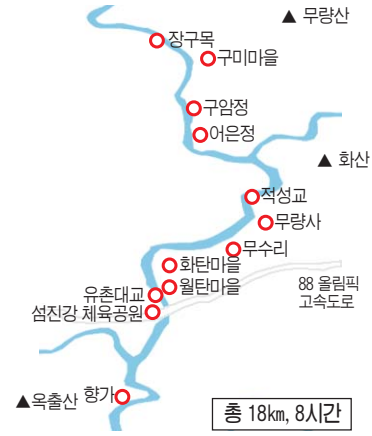 ▲ 무량산
장구목
구미마을
구암정
어은정
▲ 화산
적성교
무량사
무수리
화탄마을
월탄마을
88 올림픽
고속도로
유촌대교
섬진강 체육공원
▲옥출산
향가
총 18km, 8시간